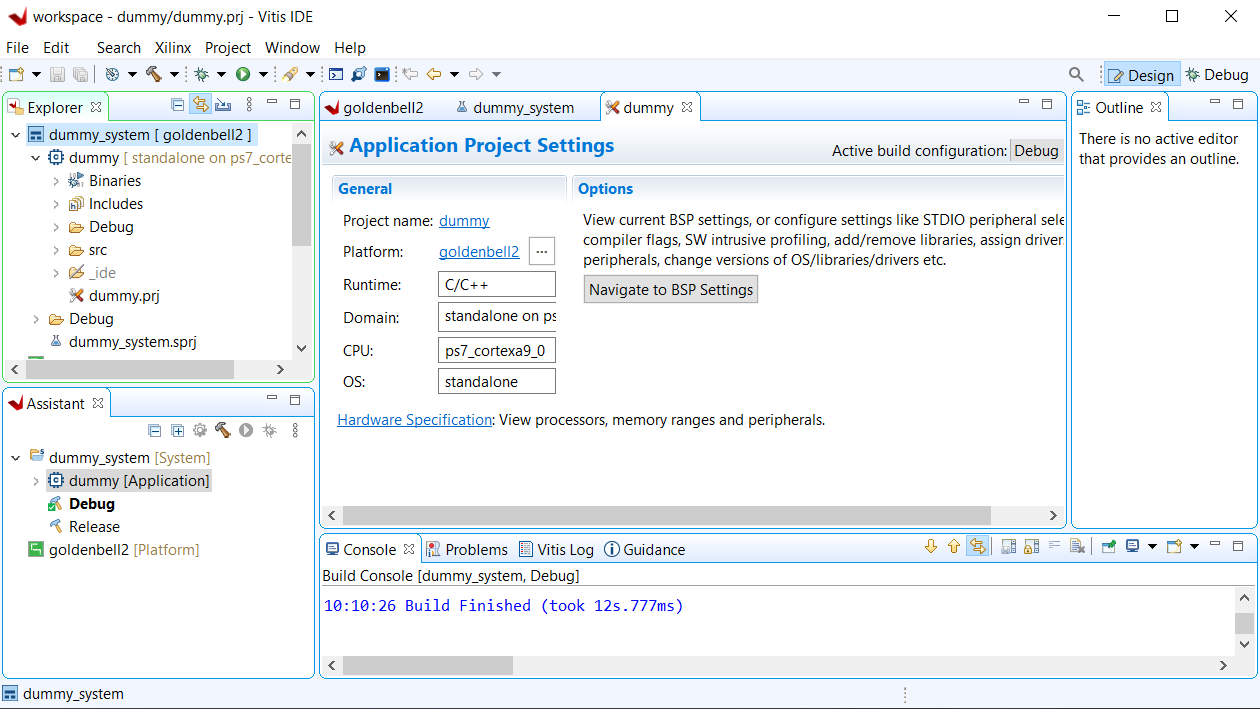 workspace - dummy/dummy.prj - Vitis IDE
File Edit Search Xilinx Project Window Help
Design Debug
Explorer
dummy_system [ goldenbell2 ]
dummy [ standalone on ps7_corte
Binaries
Includes
Debug
src
_ide
dummy.prj
Debug
dummy_system.sprj
Assistant
dummy_system [System]
dummy [Application]
Debug
Release
goldenbell2 [Platform]
goldenbell2 dummy_system dummy
Application Project Settings
Active build configuration: Debug
General
Project name: dummy
Platform: goldenbell2 ...
Runtime: C/C++
Domain: standalone on ps
CPU: ps7_cortexa9_0
OS: standalone
Options
View current BSP settings, or configure settings like STDIO peripheral sele
compiler flags, SW intrusive profiling, add/remove libraries, assign driver
peripherals, change versions of OS/libraries/drivers etc.
Navigate to BSP Settings
Hardware Specification: View processors, memory ranges and peripherals.
Outline
There is no active editor
that provides an outline.
Console Problems Vitis Log Guidance
Build Console [dummy_system, Debug]
10:10:26 Build Finished (took 12s.777ms)
dummy_system